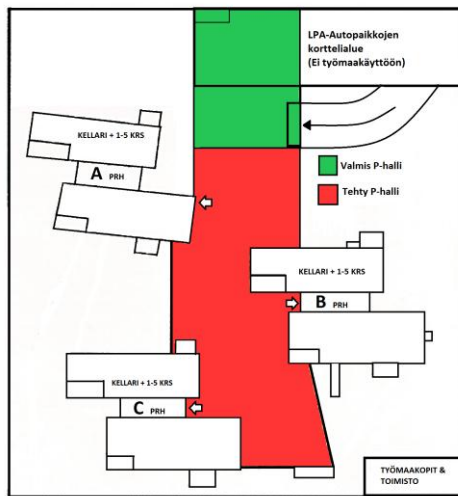 LPA-Autopaikkojen
korttelialue
(Ei työmaakäyttöön)
KELLARI + 1-5 KRS
A PRH
Valmis P-halli
Tehty P-halli
KELLARI + 1-5 KRS
B PRH
KELLARI + 1-5 KRS
C PRH
TYÖMAAKOPIT &
TOIMISTO